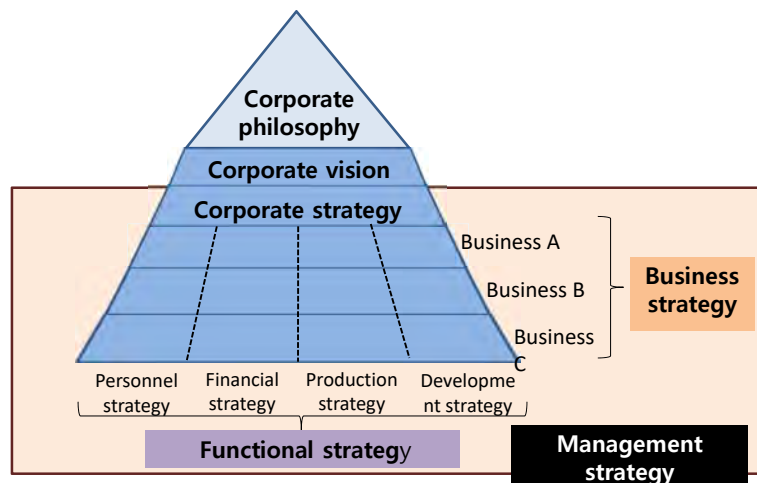 Corporate
philosophy
Corporate vision
Corporate strategy
Business A
Business B
Business
C
Business
strategy
Personnel
strategy
Financial
strategy
Production
strategy
Developme
nt strategy
Functional strategy
Management
strategy